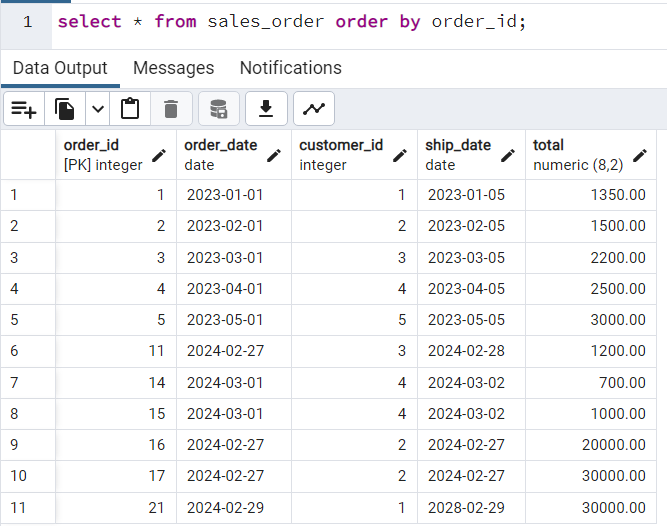 1 select * from sales_order order by order_id;
Data Output Messages Notifications
order_id order_date customer_id ship_date total
[PK] integer date integer date numeric (8,2)
1 1 2023-01-01 1 2023-01-05 1350.00
2 2 2023-02-01 2 2023-02-05 1500.00
3 3 2023-03-01 3 2023-03-05 2200.00
4 4 2023-04-01 4 2023-04-05 2500.00
5 5 2023-05-01 5 2023-05-05 3000.00
6 11 2024-02-27 3 2024-02-28 1200.00
7 14 2024-03-01 4 2024-03-02 700.00
8 15 2024-03-01 4 2024-03-02 1000.00
9 16 2024-02-27 2 2024-02-27 20000.00
10 17 2024-02-27 2 2024-02-27 30000.00
11 21 2024-02-29 1 2028-02-29 30000.00